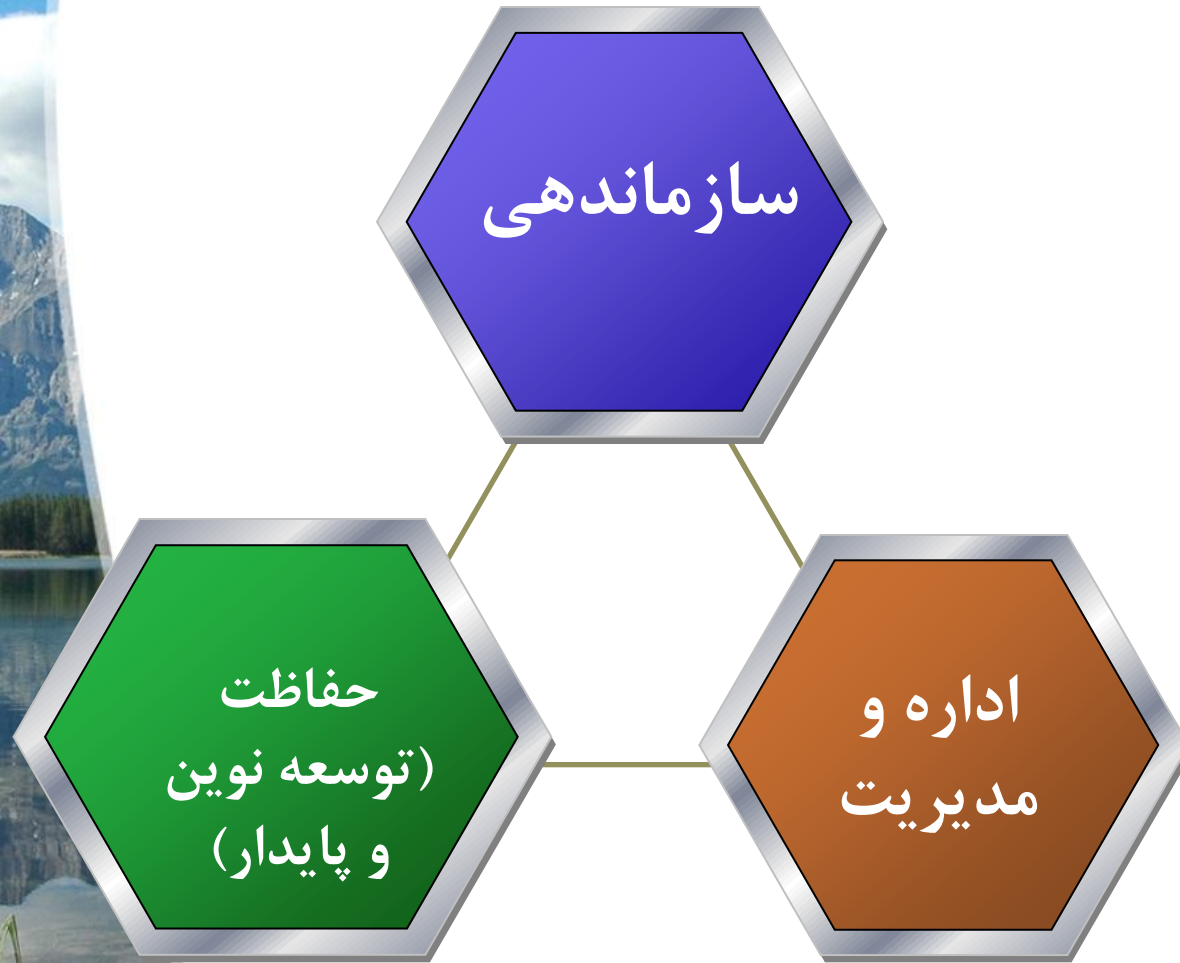 سازماندهی
اداره و
مدیریت
حفاظت
(توسعه نوین
و پایدار)